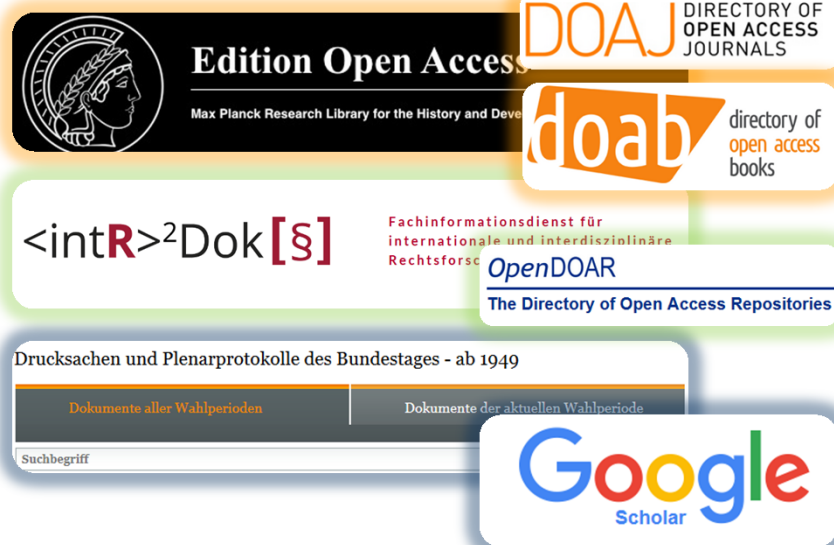 DOAJ
DIRECTORY OF
OPEN ACCESS
JOURNALS
Edition Open Access
Max Planck Research Library for the History and
doab
directory of
open access
books
<intR>²Dok[§]
Fachinformationsdienst für
internationale und interdisziplinäre
OpenDOAR
The Directory of Open Access Repositories
Drucksachen und Plenarprotokolle des Bundestages - ab 1949
Dokumente aller Wahlperioden
Dokumente der aktuellen Wahlperiode
Suchbegriff
Google
Scholar